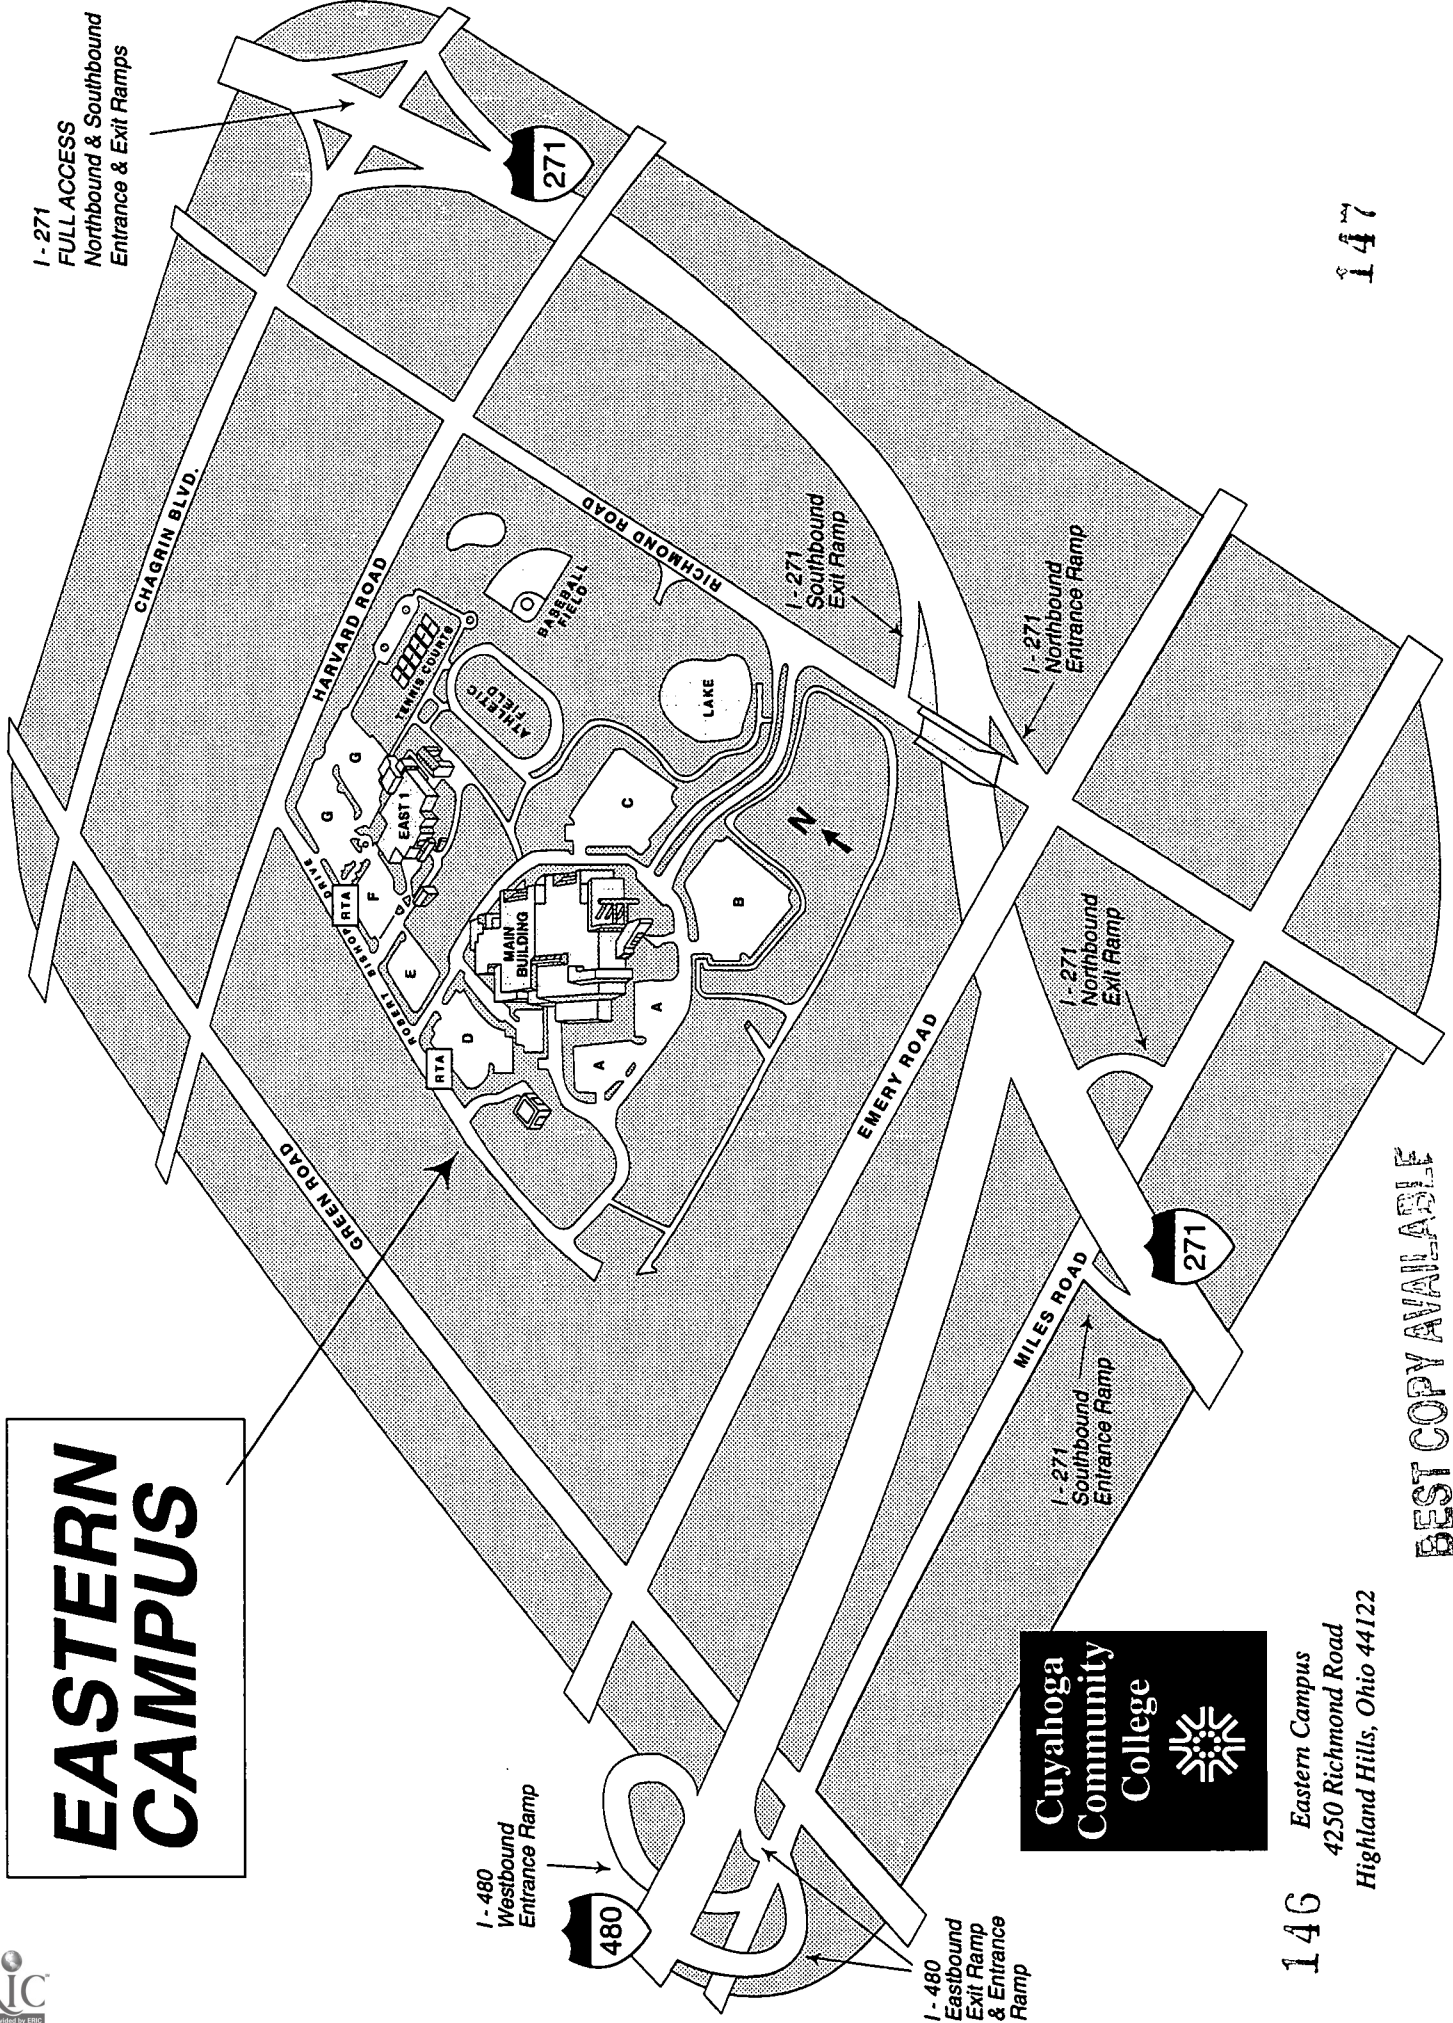 EASTERN
CAMPUS
I - 271
FULL ACCESS
Northbound & Southbound
Entrance & Exit Ramps
271
CHAGRIN BLVD.
HARVARD ROAD
RICHMOND ROAD
GREEN ROAD
ROBERT BISHOP DRIVE
RTA
RTA
BASEBALL
FIELD
TENNIS COURTS
ATHLETIC
FIELD
LAKE
EAST 1
MAIN
BUILDING
G
G
F
E
D
C
B
A
A
N
I - 271
Southbound
Exit Ramp
I - 271
Northbound
Entrance Ramp
I - 271
Northbound
Exit Ramp
EMERY ROAD
MILES ROAD
271
I - 271
Southbound
Entrance Ramp
I - 480
Westbound
Entrance Ramp
480
I - 480
Eastbound
Exit Ramp
& Entrance
Ramp
Cuyahoga
Community
College
Eastern Campus
4250 Richmond Road
Highland Hills, Ohio 44122
146
147
BEST COPY AVAILABLE